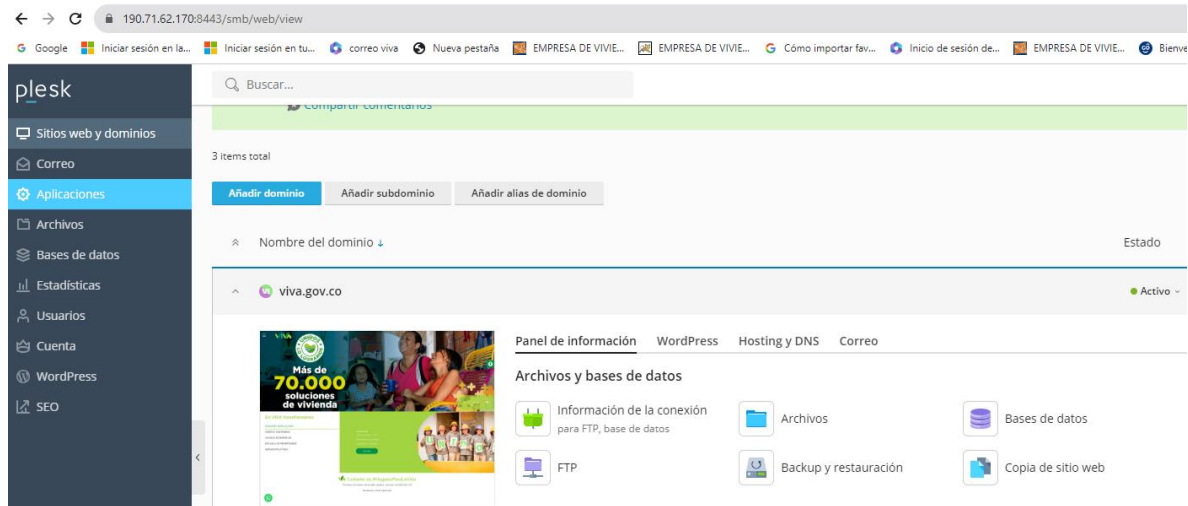 190.71.62.170:8443/smb/web/view
Google Iniciar sesión en la... Iniciar sesión en tu... correo viva Nueva pestaña EMPRESA DE VIVIE... EMPRESA DE VIVIE... Cómo importar fav... Inicio de sesión de... EMPRESA DE VIVIE... Bienve
plesk
Buscar...
Compartir comentarios
Sitios web y dominios
Correo
Aplicaciones
Archivos
Bases de datos
Estadísticas
Usuarios
Cuenta
WordPress
SEO
3 items total
Añadir dominio Añadir subdominio Añadir alias de dominio
Nombre del dominio Estado
viva.gov.co Activo
VIVA
Más de
70.000
soluciones
de vivienda
Panel de información WordPress Hosting y DNS Correo
Archivos y bases de datos
Información de la conexión
para FTP, base de datos
Archivos
Bases de datos
FTP
Backup y restauración
Copia de sitio web